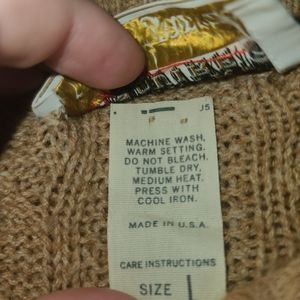 J5
MACHINE WASH,
WARM SETTING.
DO NOT BLEACH.
TUMBLE DRY,
MEDIUM HEAT.
PRESS WITH
COOL IRON.
MADE IN U.S.A.
CARE INSTRUCTIONS
SIZE